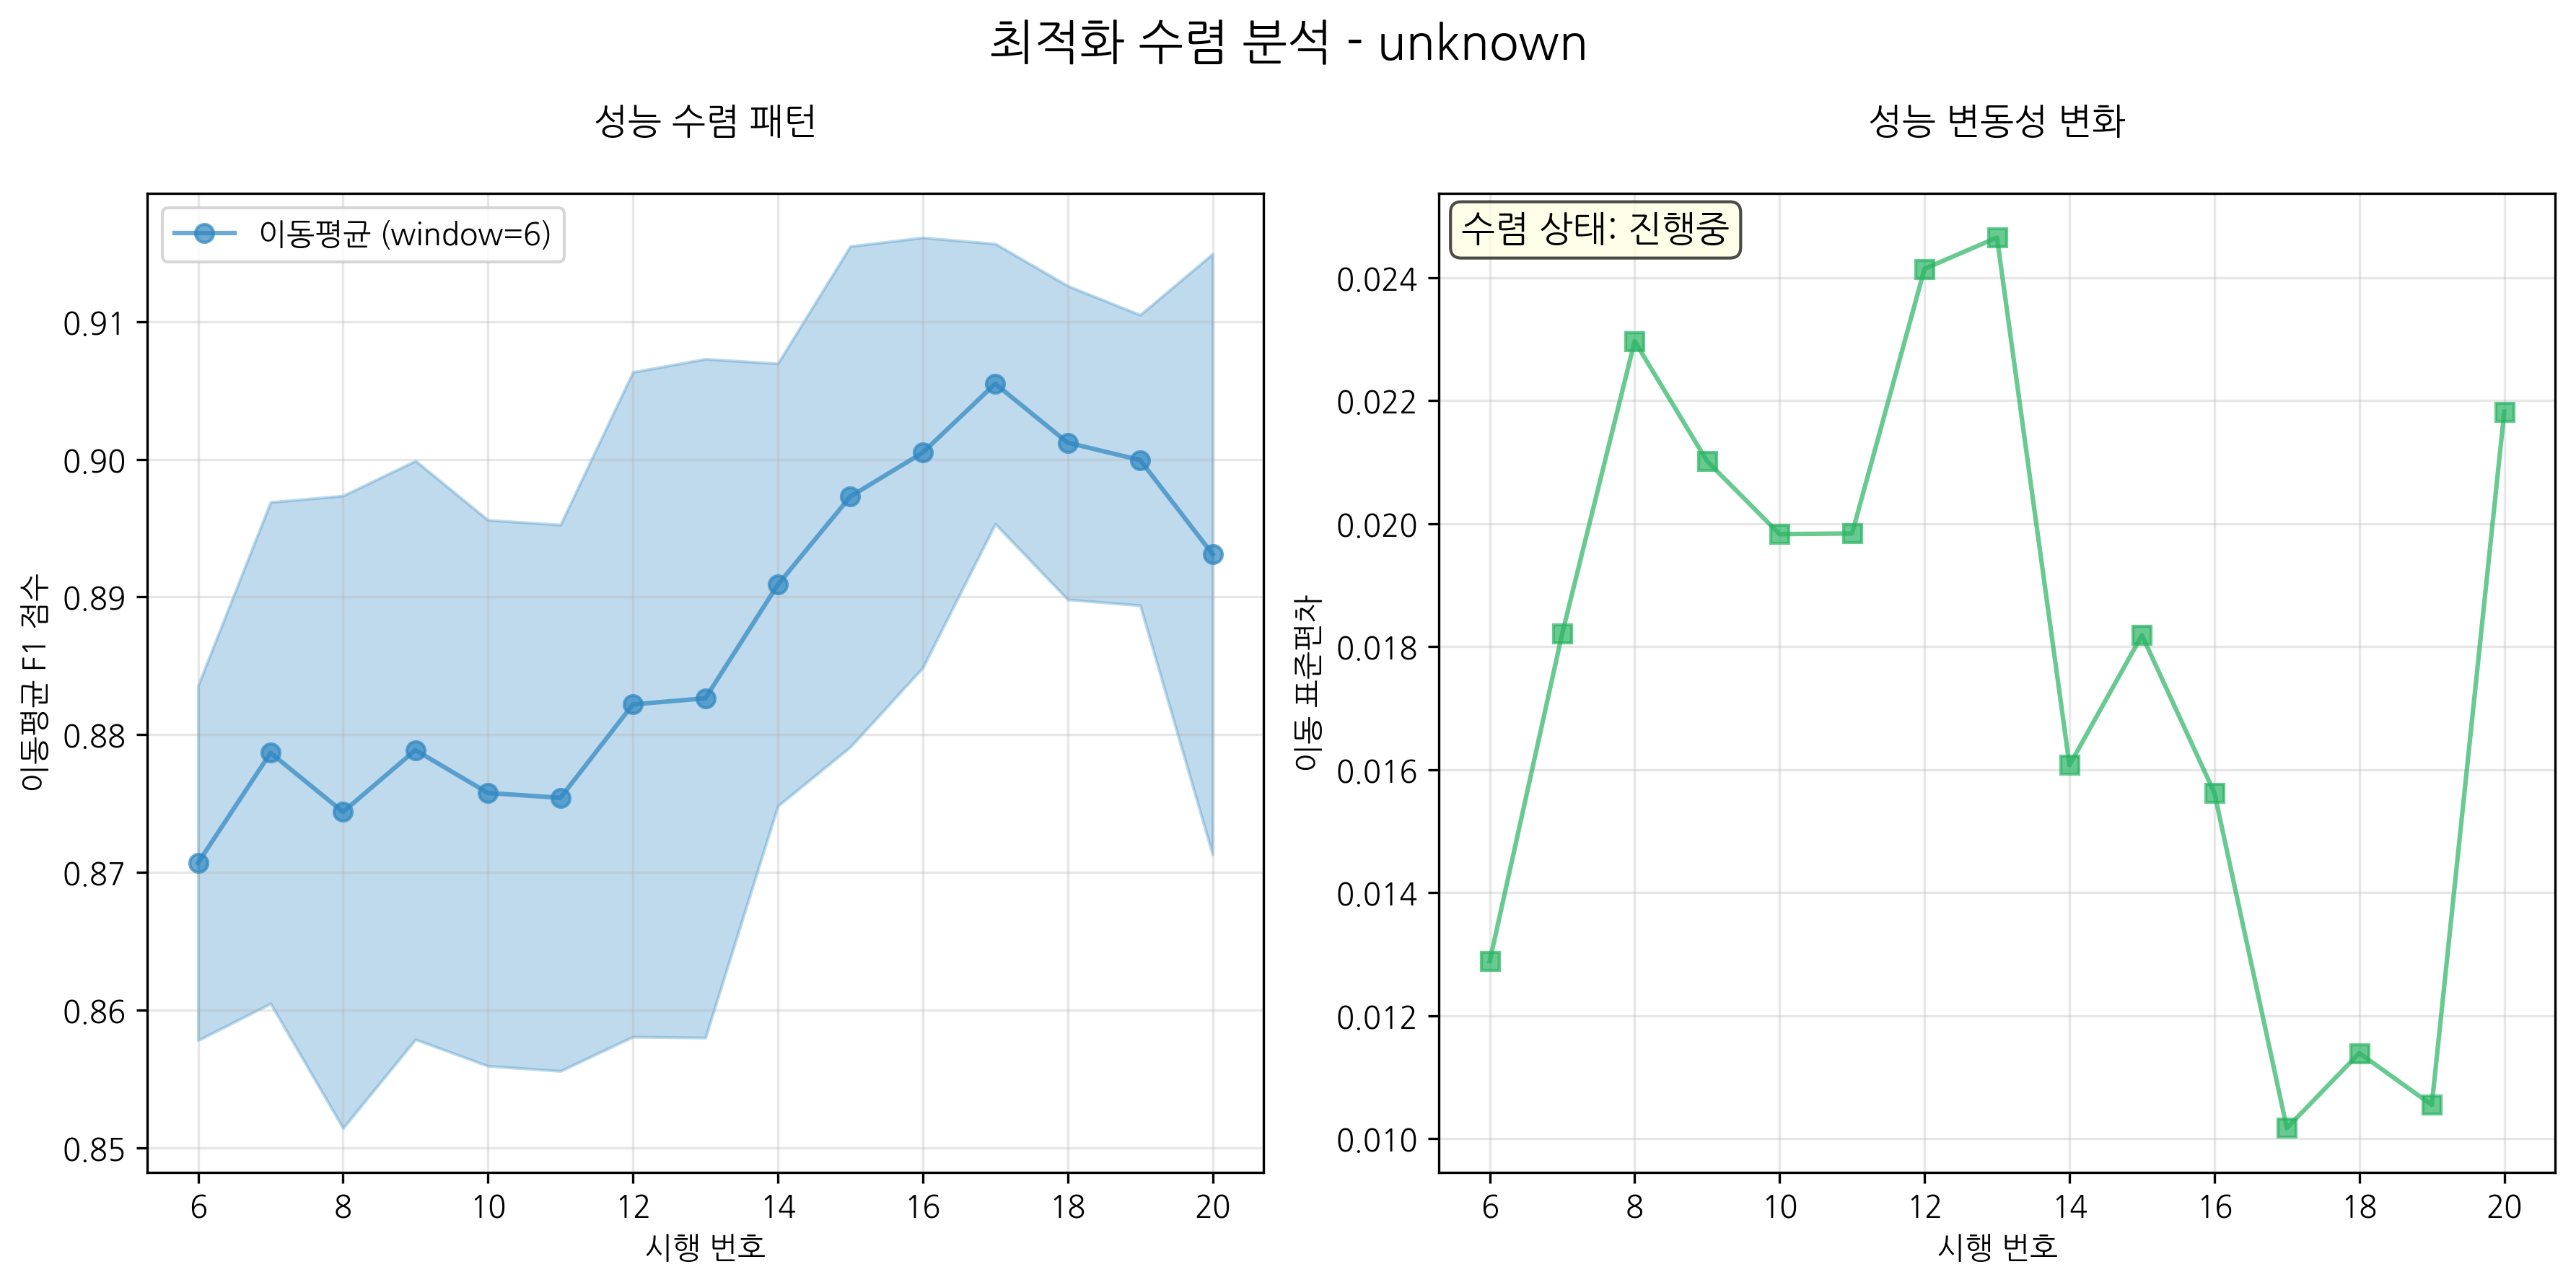 최적화 수렴 분석 - unknown
성능 수렴 패턴
이동평균 (window=6)
이동평균 F1 점수
0.91
0.90
0.89
0.88
0.87
0.86
0.85
6 8 10 12 14 16 18 20
시행 번호
성능 변동성 변화
수렴 상태: 진행중
이동 표준편차
0.024
0.022
0.020
0.018
0.016
0.014
0.012
0.010
6 8 10 12 14 16 18 20
시행 번호